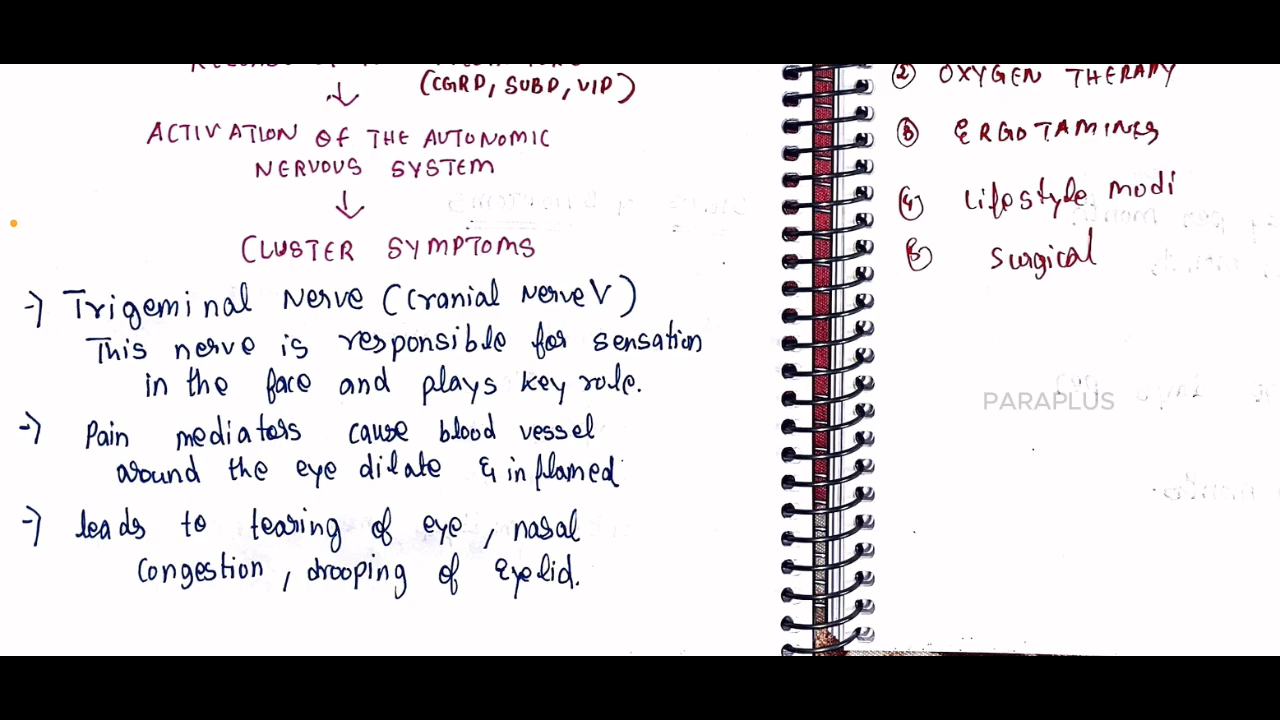 (CGRP, SUBP, VIP)
ACTIVATION OF THE AUTONOMIC
NERVOUS SYSTEM
CLUSTER SYMPTOMS
→ Trigeminal Nerve (Cranial Nerve V)
This nerve is responsible for sensation
in the face and plays key role.
→ Pain mediators cause blood vessel
around the eye dilate & inflamed
→ leads to tearing of eye, nasal
congestion, drooping of eyelid.
② OXYGEN THERAPY
③ ERGOTAMINES
④ lifestyle modi
⑤ surgical
PARAPLUS